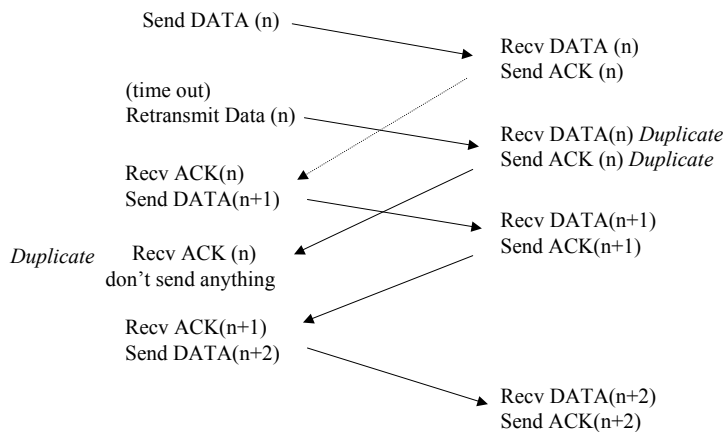 Send DATA (n)
Recv DATA (n)
Send ACK (n)
(time out)
Retransmit Data (n)
Recv DATA(n) Duplicate
Send ACK (n) Duplicate
Recv ACK(n)
Send DATA(n+1)
Recv DATA(n+1)
Send ACK(n+1)
Duplicate Recv ACK (n)
don’t send anything
Recv ACK(n+1)
Send DATA(n+2)
Recv DATA(n+2)
Send ACK(n+2)